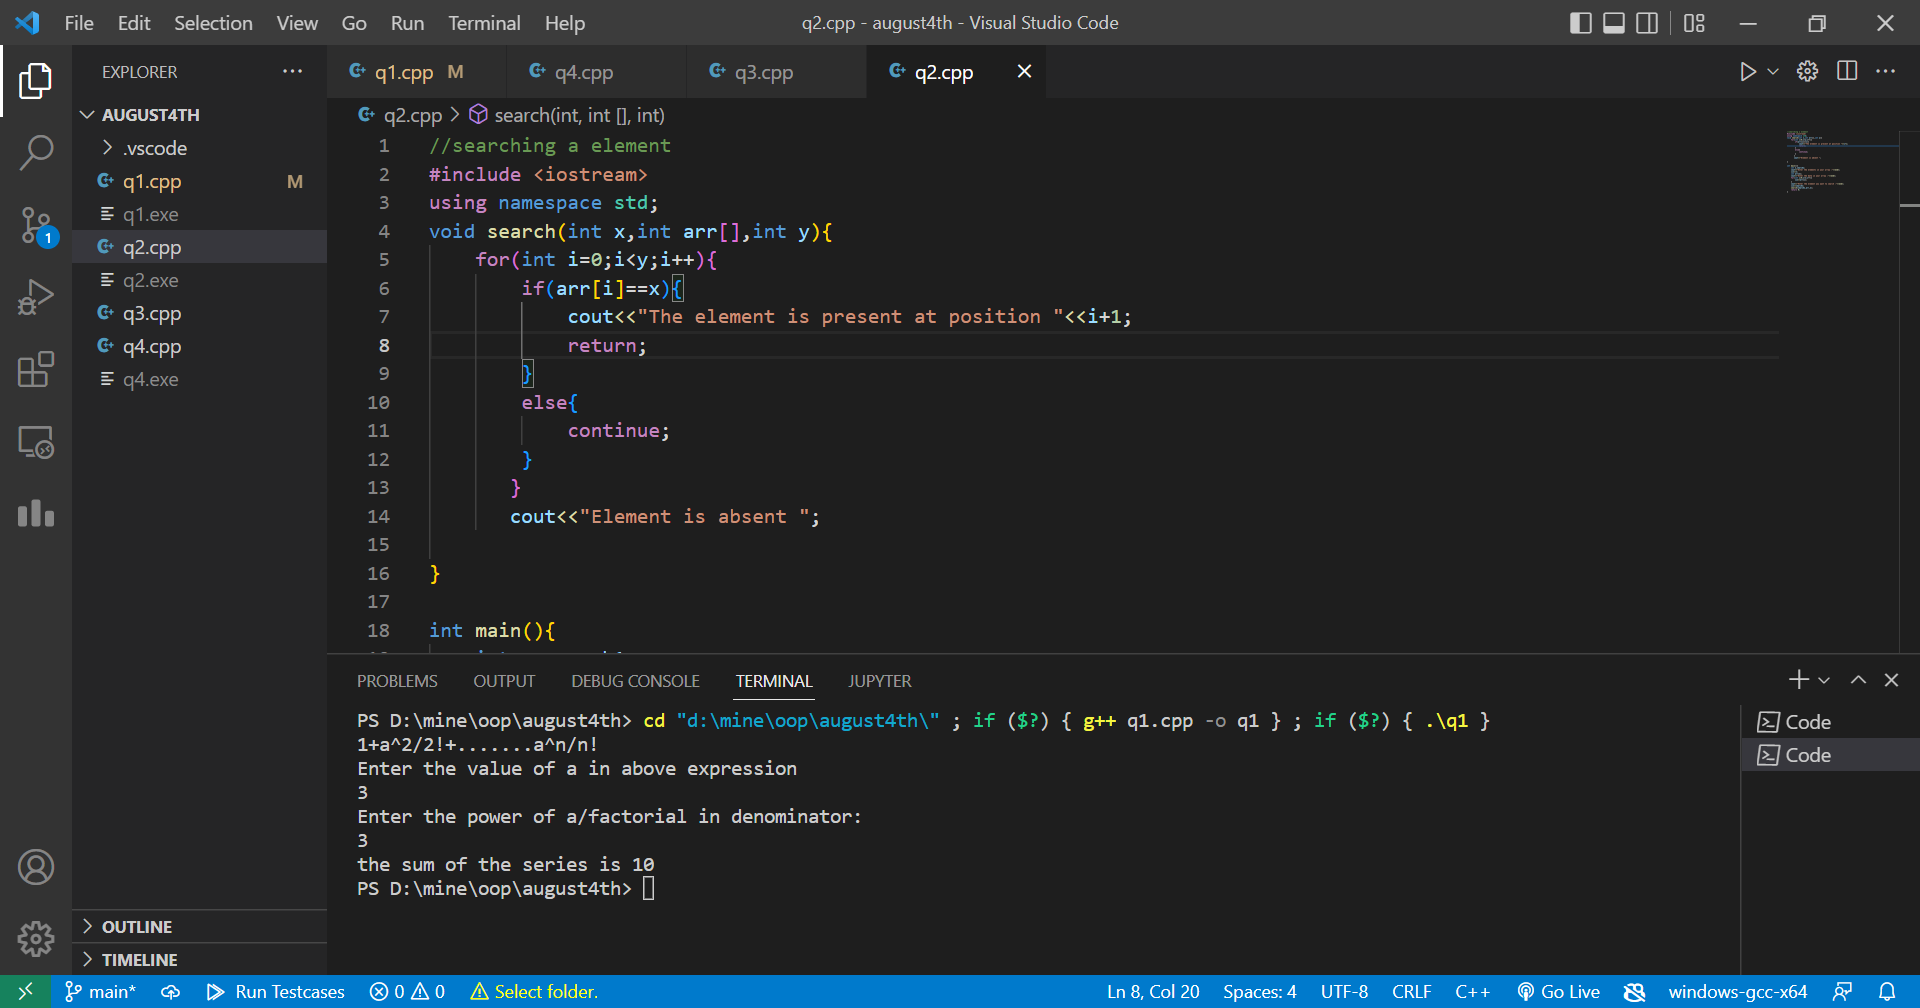 File Edit Selection View Go Run Terminal Help q2.cpp - august4th - Visual Studio Code
EXPLORER
AUGUST4TH
.vscode
q1.cpp M
q1.exe
q2.cpp
q2.exe
q3.cpp
q4.cpp
q4.exe
OUTLINE
TIMELINE
1
q1.cpp M q4.cpp q3.cpp q2.cpp
q2.cpp > search(int, int [], int)
1 //searching a element
2 #include <iostream>
3 using namespace std;
4 void search(int x,int arr[],int y){
5 for(int i=0;i<y;i++){
6 if(arr[i]==x){
7 cout<<"The element is present at position "<<i+1;
8 return;
9 }
10 else{
11 continue;
12 }
13 }
14 cout<<"Element is absent ";
15
16 }
17
18 int main(){
PROBLEMS OUTPUT DEBUG CONSOLE TERMINAL JUPYTER
PS D:\mine\oop\august4th> cd "d:\mine\oop\august4th\" ; if ($?) { g++ q1.cpp -o q1 } ; if ($?) { .\q1 }
1+a^2/2!+.......a^n/n!
Enter the value of a in above expression
3
Enter the power of a/factorial in denominator:
3
the sum of the series is 10
PS D:\mine\oop\august4th>
Code
Code
main* Run Testcases 0 0 Select folder. Ln 8, Col 20 Spaces: 4 UTF-8 CRLF C++ Go Live windows-gcc-x64